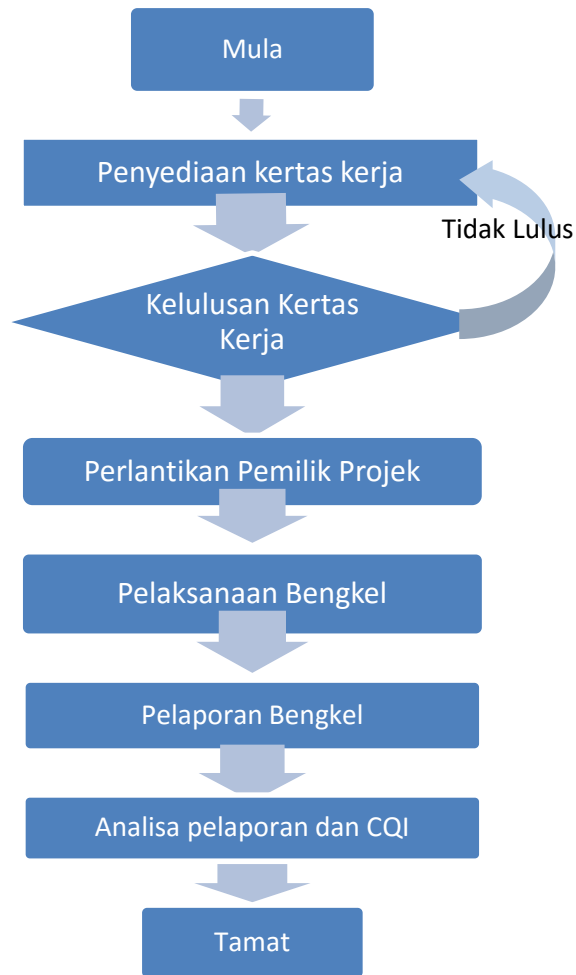 Mula
Penyediaan kertas kerja
Tidak Lulus
Kelulusan Kertas
Kerja
Perlantikan Pemilik Projek
Pelaksanaan Bengkel
Pelaporan Bengkel
Analisa pelaporan dan CQI
Tamat